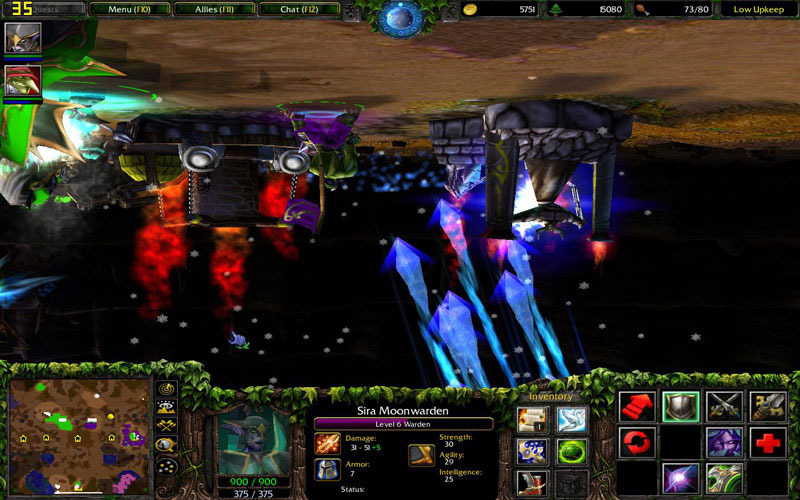 35
Quests
Menu (F10)
Allies (F11)
Chat (F12)
5751
15080
73/80
Low Upkeep
Sira Moonwarden
Level 6 Warden
Damage:
31 - 51 +5
Armor:
7
Status:
Strength:
30
Agility:
29
Intelligence:
25
Inventory
1
900 / 900
375 / 375